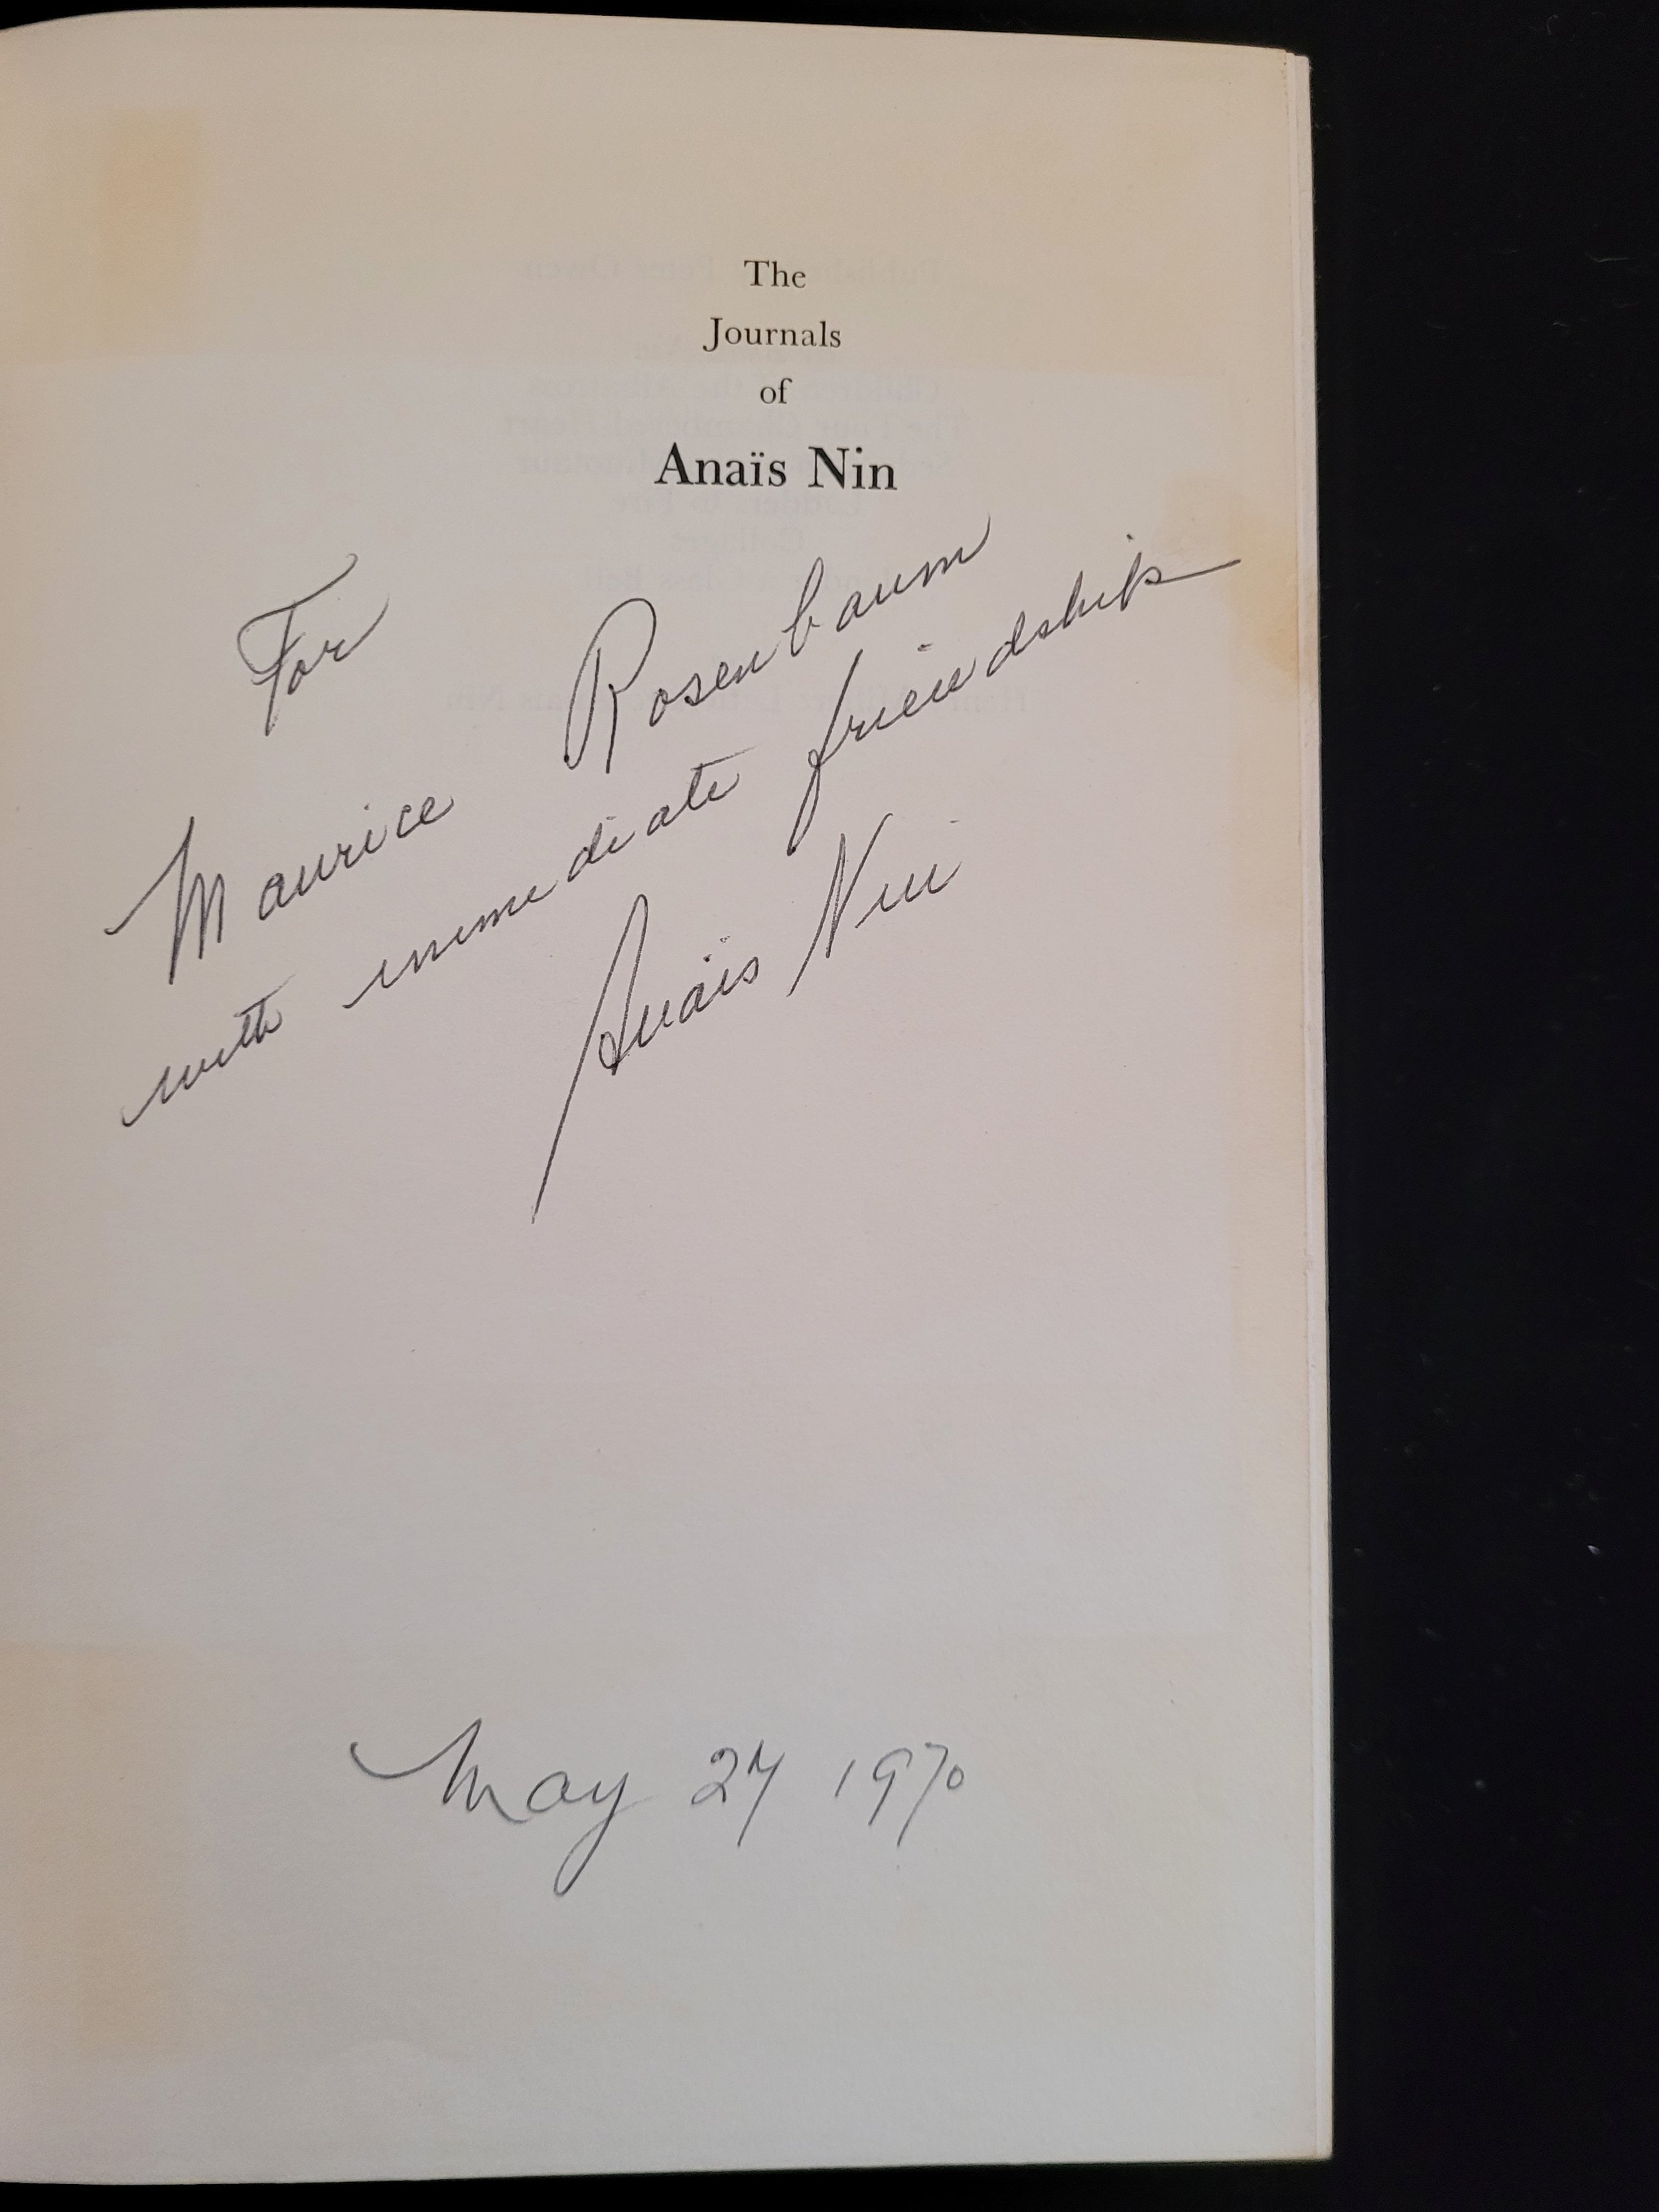 The
Journals
of
Anaïs Nin
For
Maurice Rosenbaum
with immediate friendship
Anaïs Nin
May 27 1970